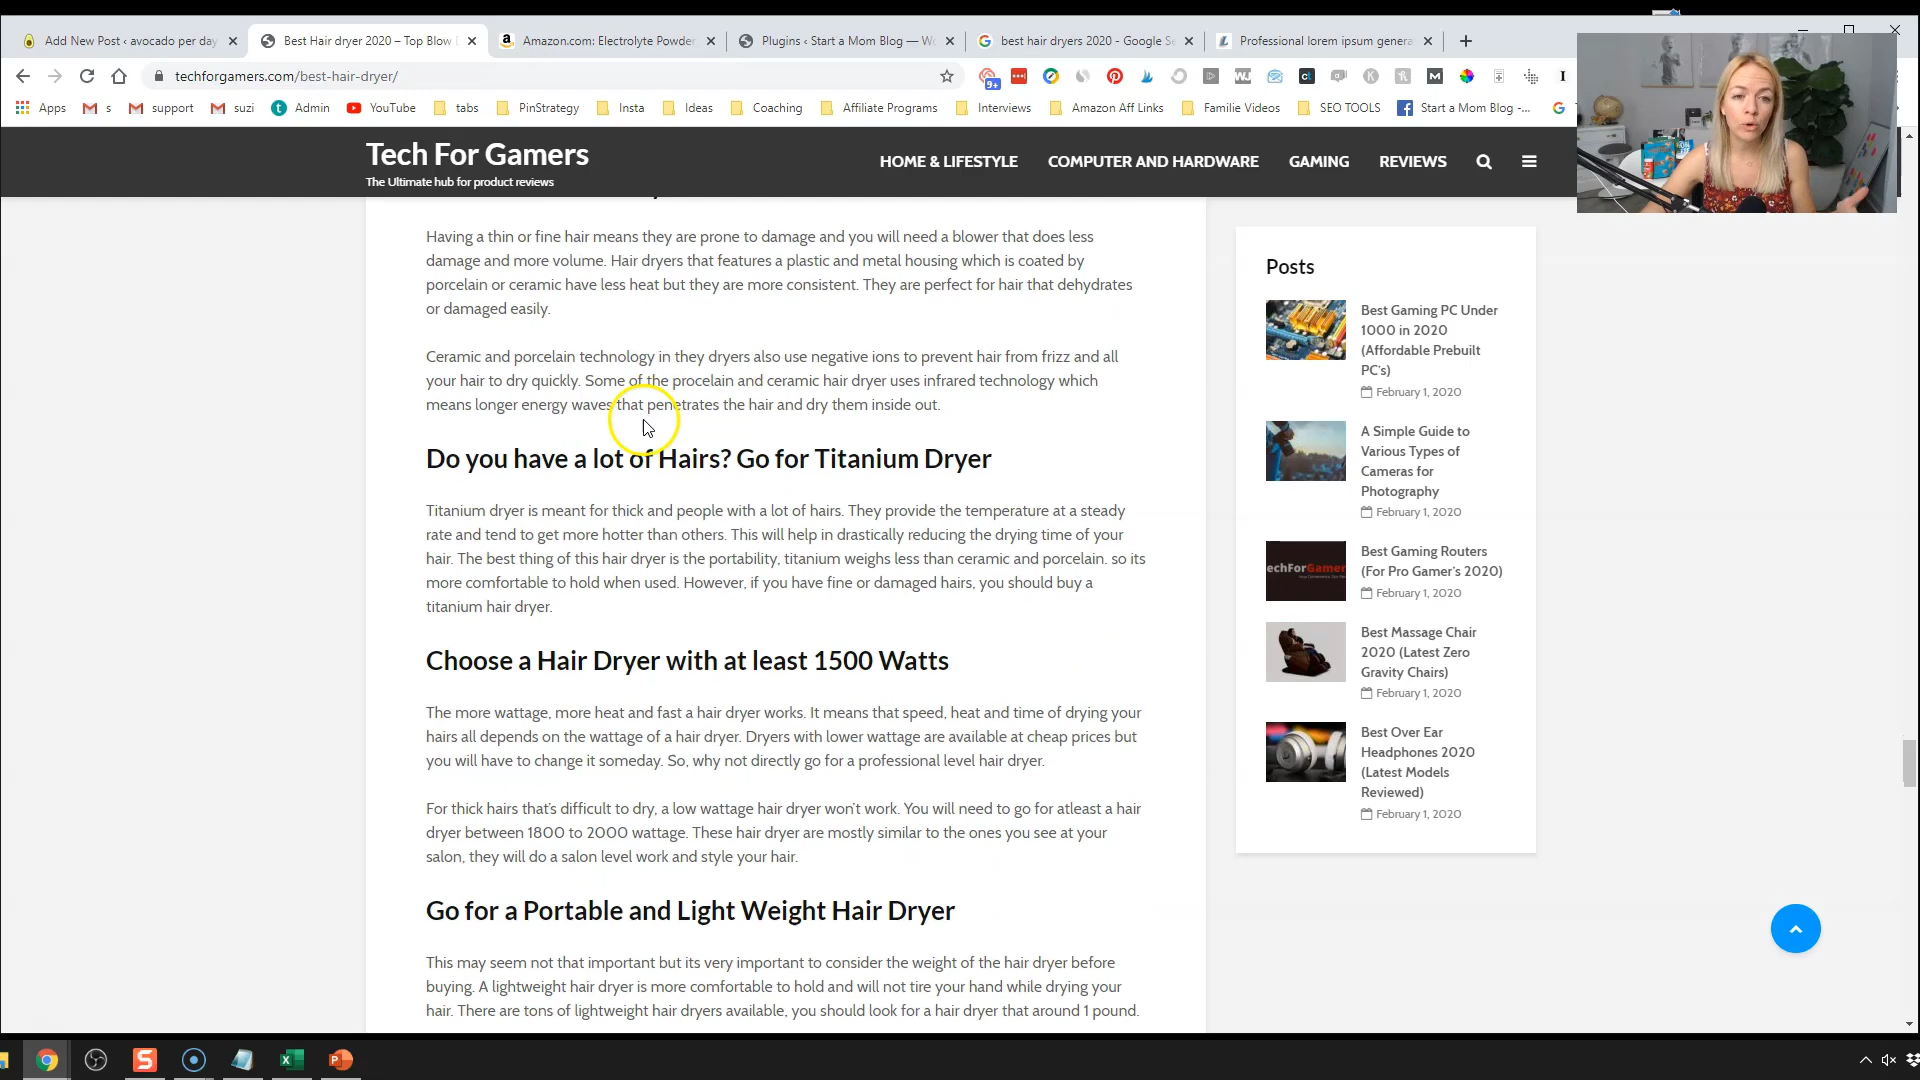 Add New Post ‹ avocado per day
Best Hair dryer 2020 – Top Blow
Amazon.com: Electrolyte Powder
Plugins ‹ Start a Mom Blog — W
best hair dryers 2020 - Google S
Professional lorem ipsum genera
techforgamers.com/best-hair-dryer/
9+
Apps
s
support
suzi
Admin
YouTube
tabs
PinStrategy
Insta
Ideas
Coaching
Affiliate Programs
Interviews
Amazon Aff Links
Familie Videos
SEO TOOLS
Start a Mom Blog -...
Tech For Gamers
The Ultimate hub for product reviews
HOME & LIFESTYLE
COMPUTER AND HARDWARE
GAMING
REVIEWS
Having a thin or fine hair means they are prone to damage and you will need a blower that does less
damage and more volume. Hair dryers that features a plastic and metal housing which is coated by
porcelain or ceramic have less heat but they are more consistent. They are perfect for hair that dehydrates
or damaged easily.
Ceramic and porcelain technology in they dryers also use negative ions to prevent hair from frizz and all
your hair to dry quickly. Some of the procelain and ceramic hair dryer uses infrared technology which
means longer energy waves that penetrates the hair and dry them inside out.
Do you have a lot of Hairs? Go for Titanium Dryer
Titanium dryer is meant for thick and people with a lot of hairs. They provide the temperature at a steady
rate and tend to get more hotter than others. This will help in drastically reducing the drying time of your
hair. The best thing of this hair dryer is the portability, titanium weighs less than ceramic and porcelain. so its
more comfortable to hold when used. However, if you have fine or damaged hairs, you should buy a
titanium hair dryer.
Choose a Hair Dryer with at least 1500 Watts
The more wattage, more heat and fast a hair dryer works. It means that speed, heat and time of drying your
hairs all depends on the wattage of a hair dryer. Dryers with lower wattage are available at cheap prices but
you will have to change it someday. So, why not directly go for a professional level hair dryer.
For thick hairs that's difficult to dry, a low wattage hair dryer won't work. You will need to go for atleast a hair
dryer between 1800 to 2000 wattage. These hair dryer are mostly similar to the ones you see at your
salon, they will do a salon level work and style your hair.
Go for a Portable and Light Weight Hair Dryer
This may seem not that important but its very important to consider the weight of the hair dryer before
buying. A lightweight hair dryer is more comfortable to hold and will not tire your hand while drying your
hair. There are tons of lightweight hair dryers available, you should look for a hair dryer that around 1 pound.
Posts
Best Gaming PC Under
1000 in 2020
(Affordable Prebuilt
PC's)
February 1, 2020
A Simple Guide to
Various Types of
Cameras for
Photography
February 1, 2020
echForGamer
Best Gaming Routers
(For Pro Gamer's 2020)
February 1, 2020
Best Massage Chair
2020 (Latest Zero
Gravity Chairs)
February 1, 2020
Best Over Ear
Headphones 2020
(Latest Models
Reviewed)
February 1, 2020